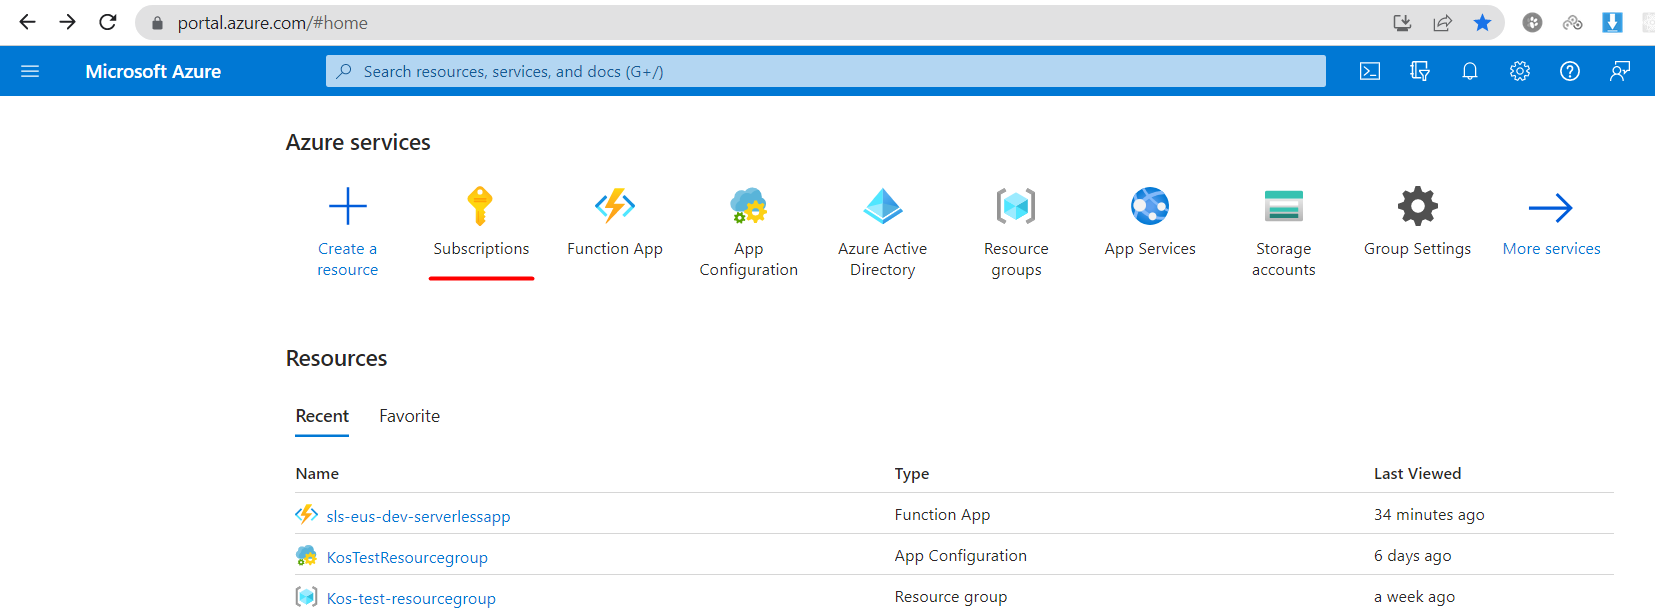 portal.azure.com/#home
Microsoft Azure
Search resources, services, and docs (G+/)
Azure services
Create a
resource
Subscriptions
Function App
App
Configuration
Azure Active
Directory
Resource
groups
App Services
Storage
accounts
Group Settings
More services
Resources
Recent Favorite
Name Type Last Viewed
sls-eus-dev-serverlessapp Function App 34 minutes ago
KosTestResourcegroup App Configuration 6 days ago
Kos-test-resourcegroup Resource group a week ago